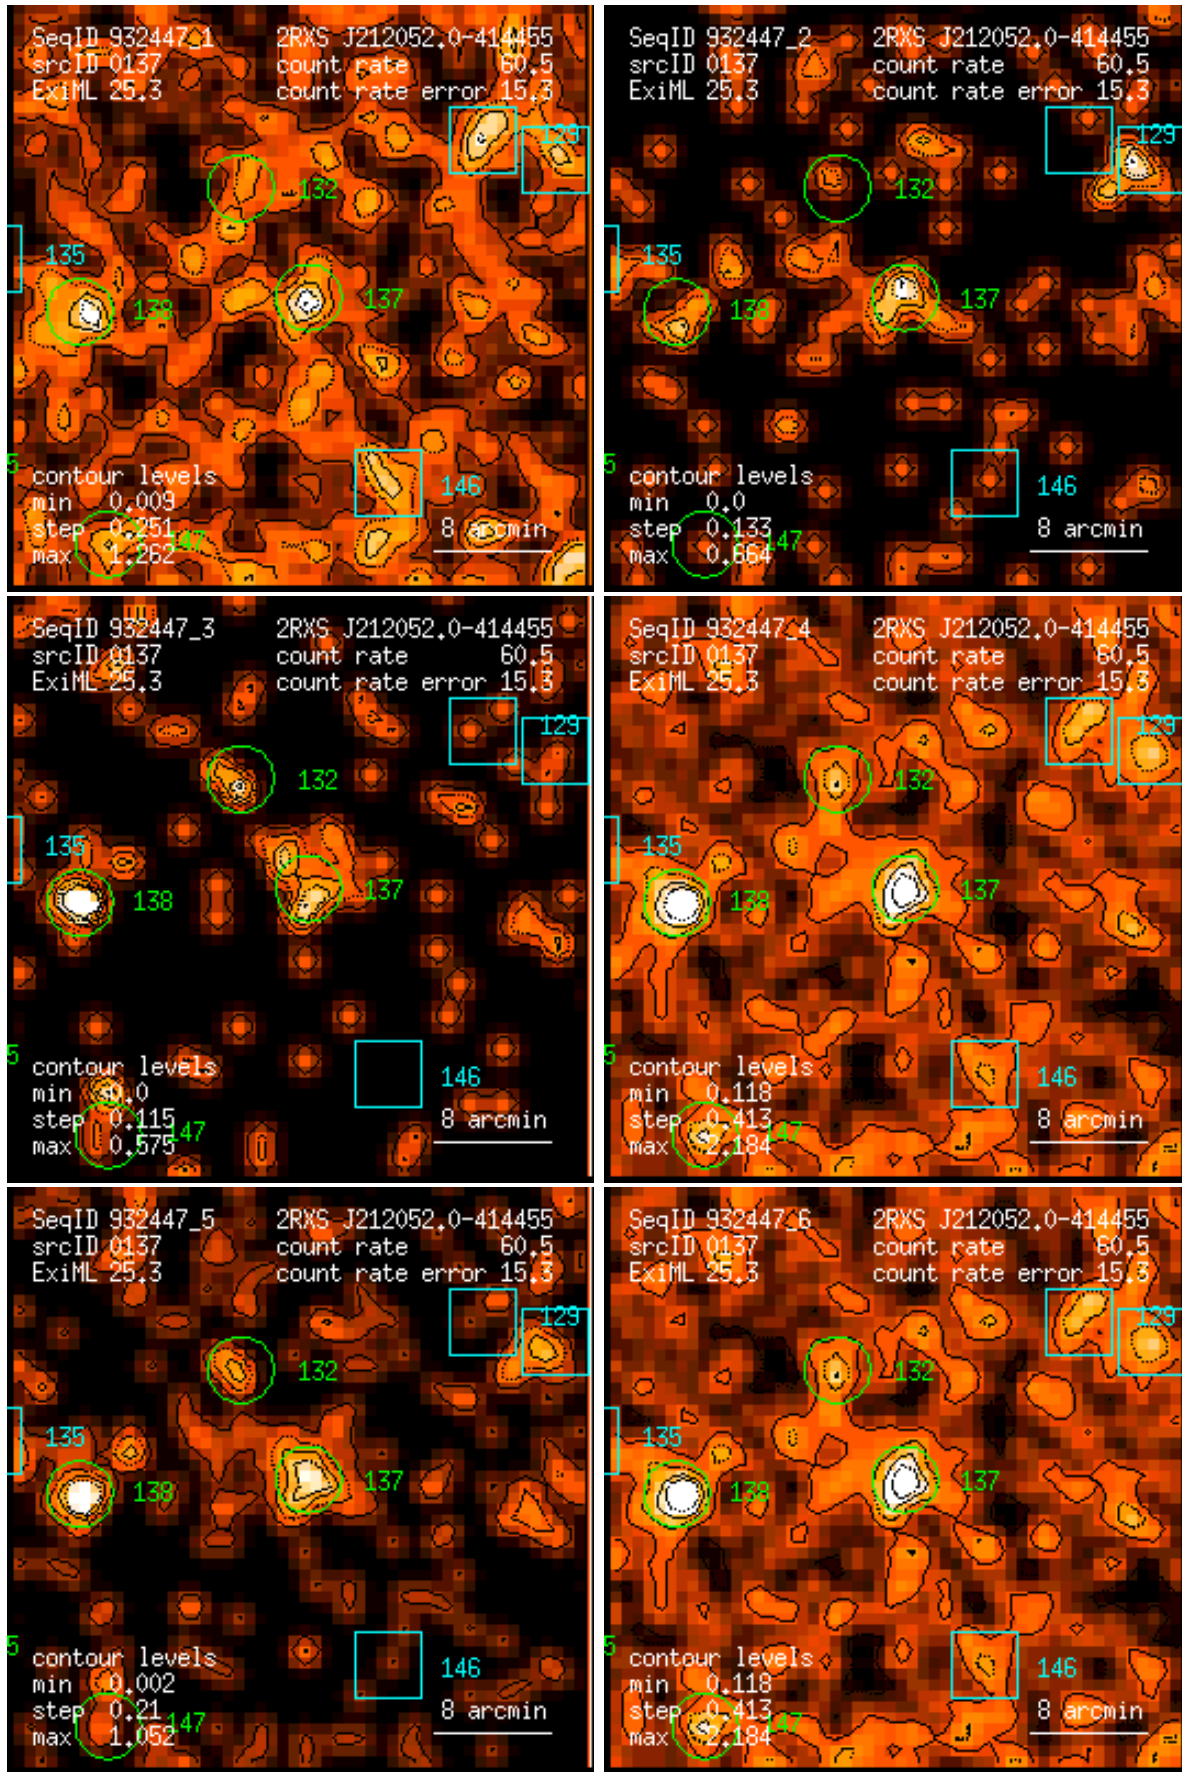 SeqID 932447_1 2RXS J212052.0-414455
srcID 0137 count rate 60.5
ExiML 25.3 count rate error 15.3
129
132
135
138 137
5
contour levels
min 0.009 146
step 0.251 8 arcmin
max 1.262 147
SeqID 932447_2 2RXS J212052.0-414455
srcID 0137 count rate 60.5
ExiML 25.3 count rate error 15.3
129
132
135
138 137
5
contour levels
min 0.0 146
step 0.133 8 arcmin
max 0.664 147
SeqID 932447_3 2RXS J212052.0-414455
srcID 0137 count rate 60.5
ExiML 25.3 count rate error 15.3
129
132
135
138 137
5
contour levels
min 0.0 146
step 0.115 8 arcmin
max 0.575 147
SeqID 932447_4 2RXS J212052.0-414455
srcID 0137 count rate 60.5
ExiML 25.3 count rate error 15.3
129
132
135
138 137
contour levels
min 0.118 146
step 0.413 8 arcmin
max 2.184 147
5
SeqID 932447_5 2RXS J212052.0-414455
srcID 0137 count rate 60.5
ExiML 25.3 count rate error 15.3
129
132
135
138 137
5
contour levels
min 0.002 146
step 0.21 8 arcmin
max 1.052 147
SeqID 932447_6 2RXS J212052.0-414455
srcID 0137 count rate 60.5
ExiML 25.3 count rate error 15.3
129
132
135
138 137
5
contour levels
min 0.118 146
step 0.413 8 arcmin
max 2.184 147